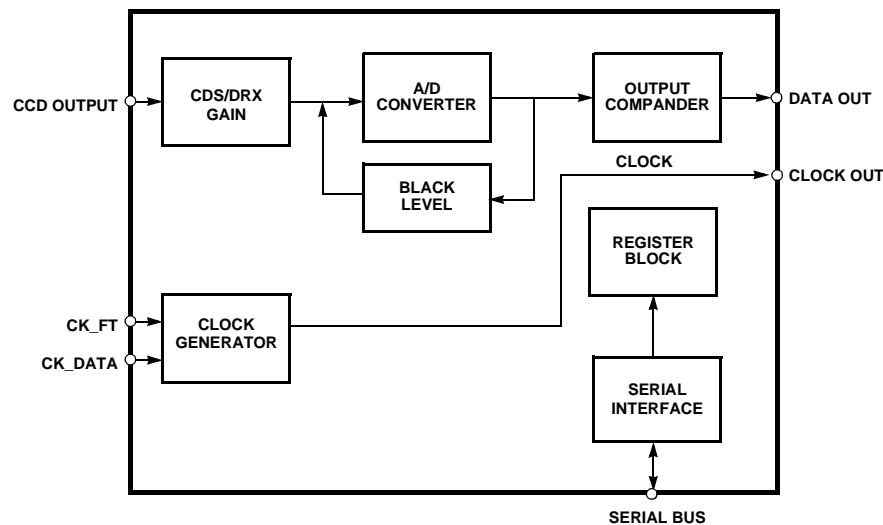 CCD OUTPUT
CDS/DRX
GAIN
A/D
CONVERTER
OUTPUT
COMPANDER
DATA OUT
BLACK
LEVEL
CLOCK
CLOCK OUT
REGISTER
BLOCK
CK_FT
CK_DATA
CLOCK
GENERATOR
SERIAL
INTERFACE
SERIAL BUS